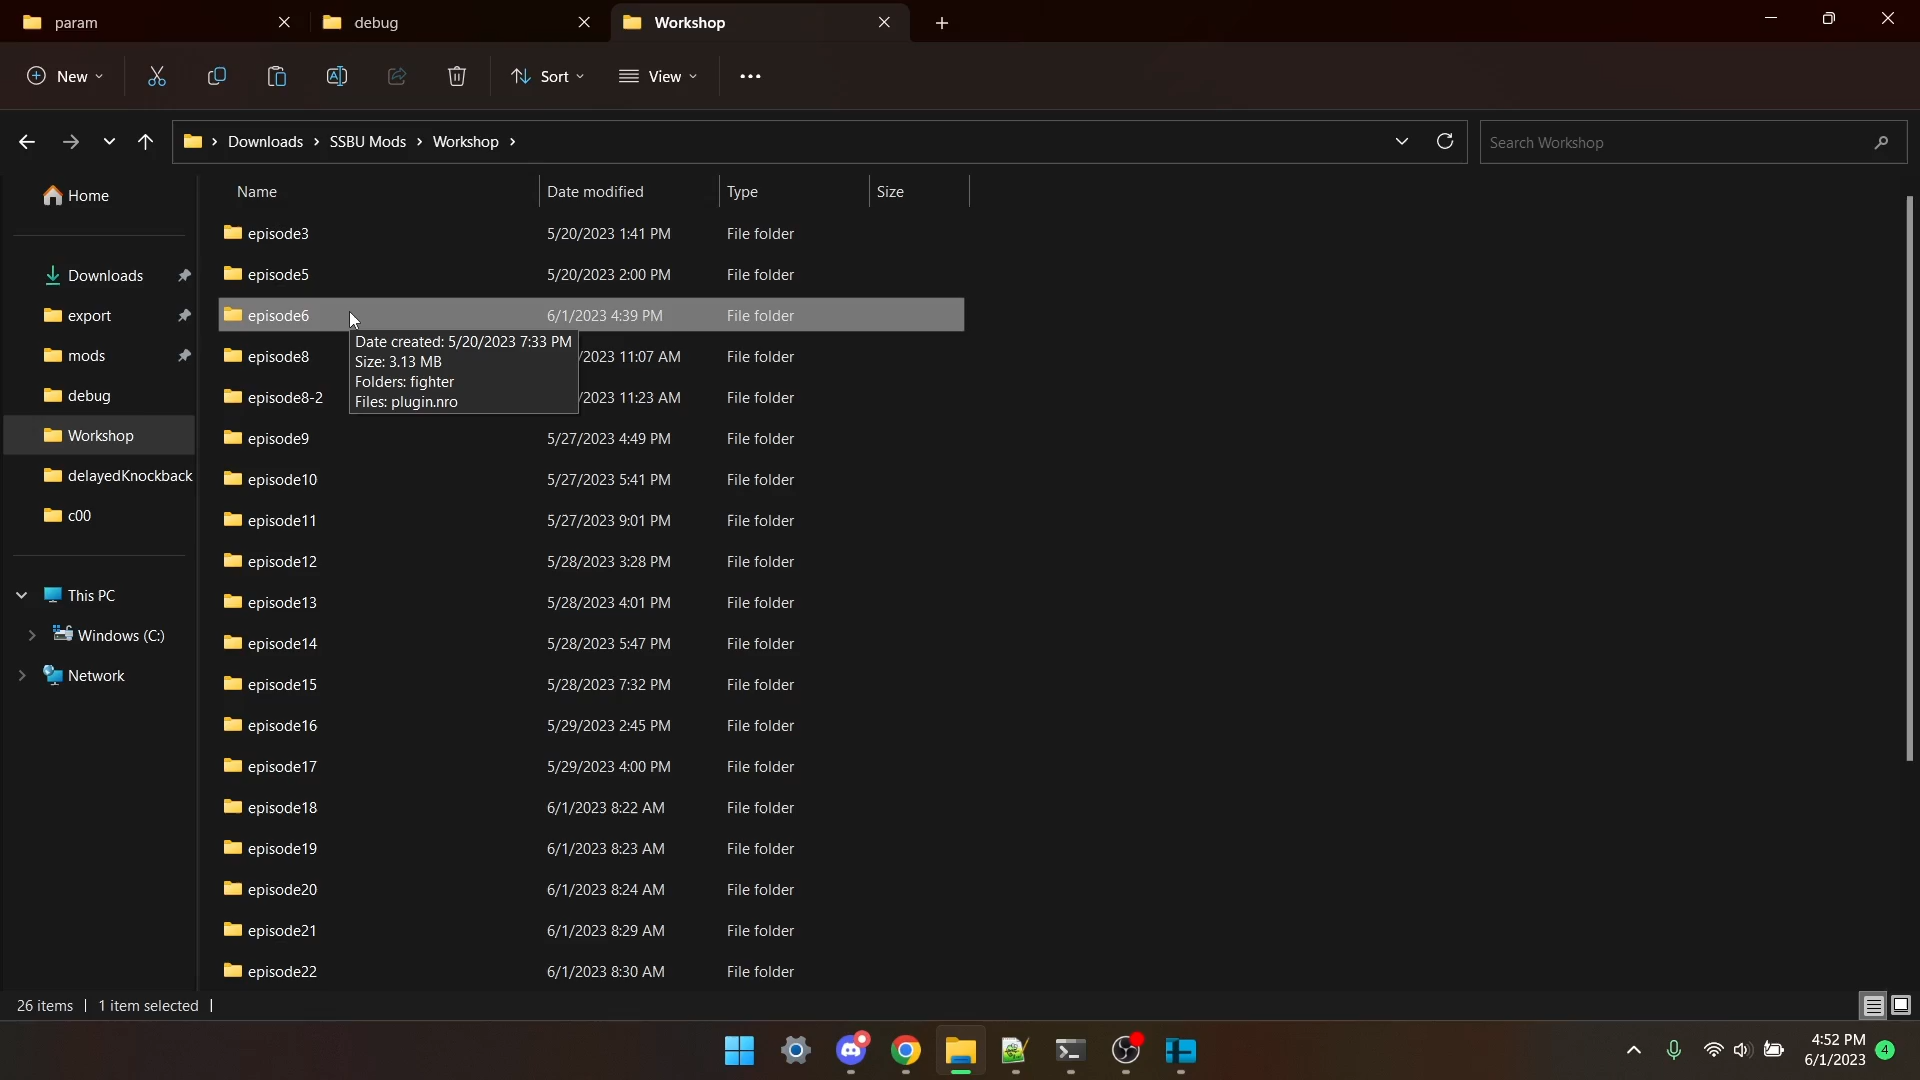 param
debug
Workshop
New
Sort
View
Downloads
SSBU Mods
Workshop
Search Workshop
Home
Downloads
export
mods
debug
Workshop
delayedKnockback
c00
This PC
Windows (C:)
Network
Name Date modified Type Size
episode3 5/20/2023 1:41 PM File folder
episode5 5/20/2023 2:00 PM File folder
episode6 6/1/2023 4:39 PM File folder
episode8 /2023 11:07 AM File folder
episode8-2 /2023 11:23 AM File folder
Date created: 5/20/2023 7:33 PM
Size: 3.13 MB
Folders: fighter
Files: plugin.nro
episode9 5/27/2023 4:49 PM File folder
episode10 5/27/2023 5:41 PM File folder
episode11 5/27/2023 9:01 PM File folder
episode12 5/28/2023 3:28 PM File folder
episode13 5/28/2023 4:01 PM File folder
episode14 5/28/2023 5:47 PM File folder
episode15 5/28/2023 7:32 PM File folder
episode16 5/29/2023 2:45 PM File folder
episode17 5/29/2023 4:00 PM File folder
episode18 6/1/2023 8:22 AM File folder
episode19 6/1/2023 8:23 AM File folder
episode20 6/1/2023 8:24 AM File folder
episode21 6/1/2023 8:29 AM File folder
episode22 6/1/2023 8:30 AM File folder
26 items 1 item selected
4:52 PM
6/1/2023
4